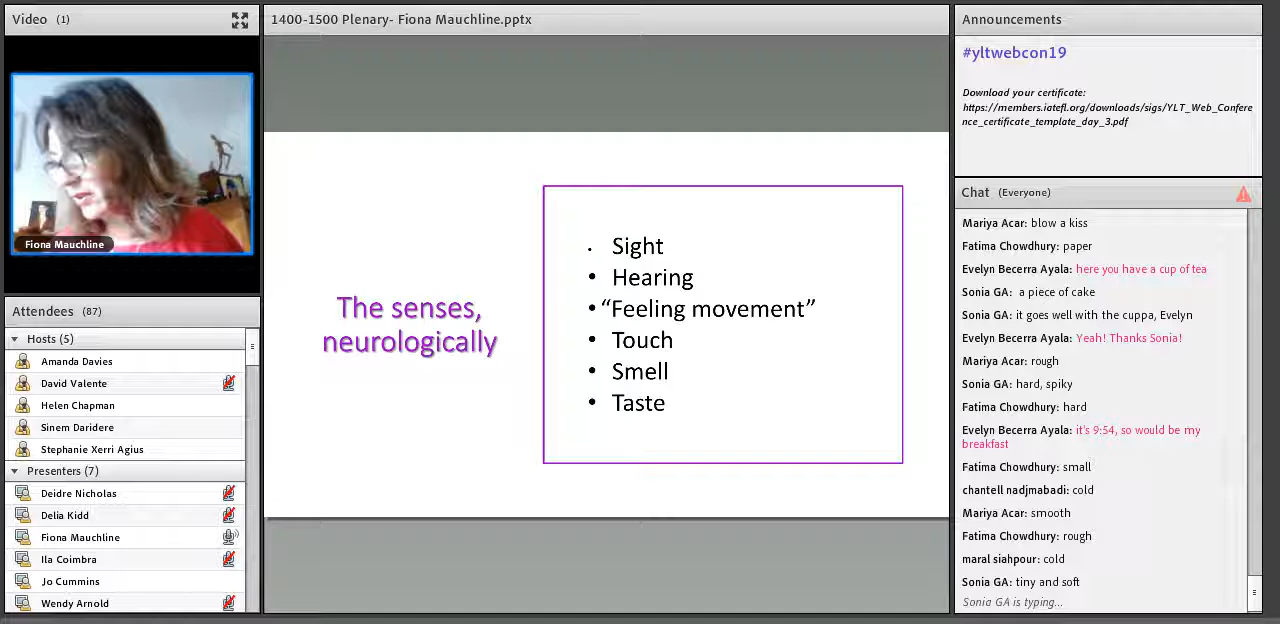 Video (1)
Fiona Mauchline
Attendees (87)
Hosts (5)
Amanda Davies
David Valente
Helen Chapman
Sinem Daridere
Stephanie Xerri Agius
Presenters (7)
Deidre Nicholas
Delia Kidd
Fiona Mauchline
Ila Coimbra
Jo Cummins
Wendy Arnold
1400-1500 Plenary- Fiona Mauchline.pptx
The senses,
neurologically
• Sight
• Hearing
• "Feeling movement"
• Touch
• Smell
• Taste
Announcements
#yltwebcon19
Download your certificate:
https://members.iatefl.org/downloads/sigs/YLT_Web_Confere
nce_certificate_template_day_3.pdf
Chat (Everyone)
Mariya Acar: blow a kiss
Fatima Chowdhury: paper
Evelyn Becerra Ayala: here you have a cup of tea
Sonia GA: a piece of cake
Sonia GA: it goes well with the cuppa, Evelyn
Evelyn Becerra Ayala: Yeah! Thanks Sonia!
Mariya Acar: rough
Sonia GA: hard, spiky
Fatima Chowdhury: hard
Evelyn Becerra Ayala: it's 9:54, so would be my
breakfast
Fatima Chowdhury: small
chantell nadjmabadi: cold
Mariya Acar: smooth
Fatima Chowdhury: rough
maral siahpour: cold
Sonia GA: tiny and soft
Sonia GA is typing...